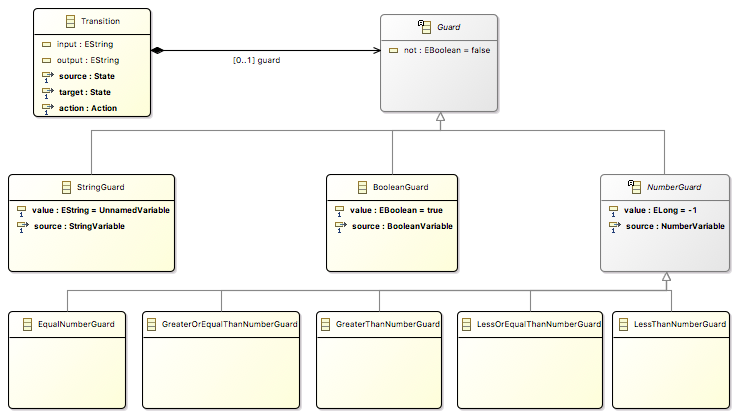 Transition
input : EString
output : EString
source : State
1
target : State
1
action : Action
1
[0..1] guard
Guard
not : EBoolean = false
StringGuard
value : EString = UnnamedVariable
1
source : StringVariable
1
BooleanGuard
value : EBoolean = true
1
source : BooleanVariable
1
NumberGuard
value : ELong = -1
1
source : NumberVariable
1
EqualNumberGuard
GreaterOrEqualThanNumberGuard
GreaterThanNumberGuard
LessOrEqualThanNumberGuard
LessThanNumberGuard